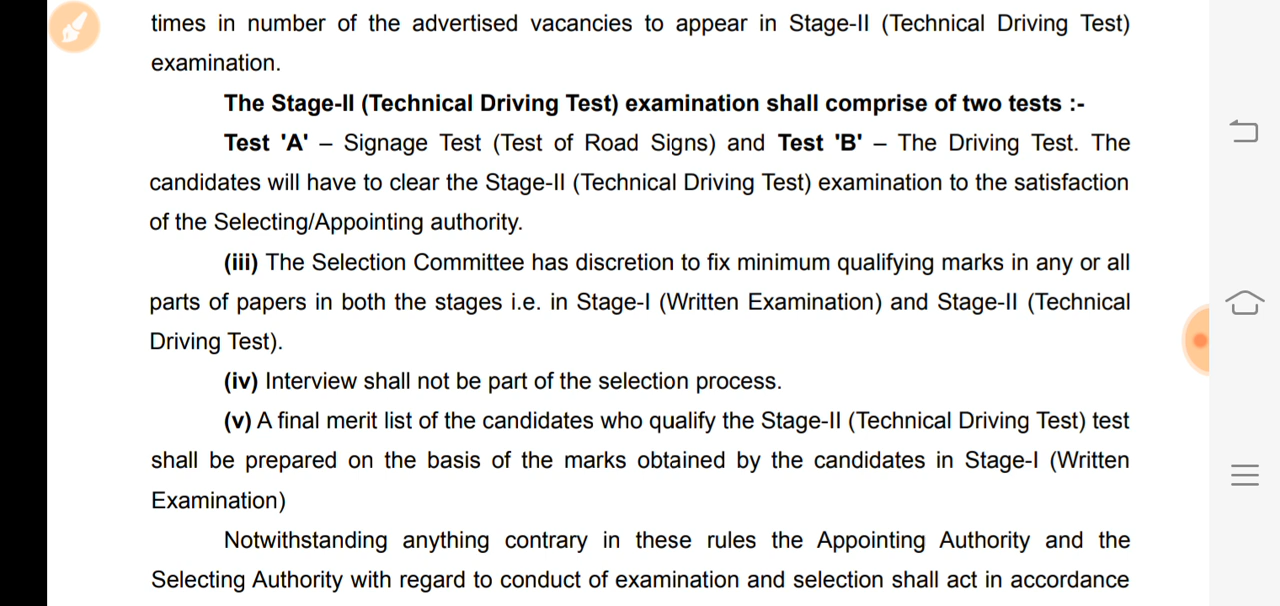 times in number of the advertised vacancies to appear in Stage-II (Technical Driving Test)
examination.
The Stage-II (Technical Driving Test) examination shall comprise of two tests :-
Test 'A' – Signage Test (Test of Road Signs) and Test 'B' – The Driving Test. The
candidates will have to clear the Stage-II (Technical Driving Test) examination to the satisfaction
of the Selecting/Appointing authority.
(iii) The Selection Committee has discretion to fix minimum qualifying marks in any or all
parts of papers in both the stages i.e. in Stage-I (Written Examination) and Stage-II (Technical
Driving Test).
(iv) Interview shall not be part of the selection process.
(v) A final merit list of the candidates who qualify the Stage-II (Technical Driving Test) test
shall be prepared on the basis of the marks obtained by the candidates in Stage-I (Written
Examination)
Notwithstanding anything contrary in these rules the Appointing Authority and the
Selecting Authority with regard to conduct of examination and selection shall act in accordance